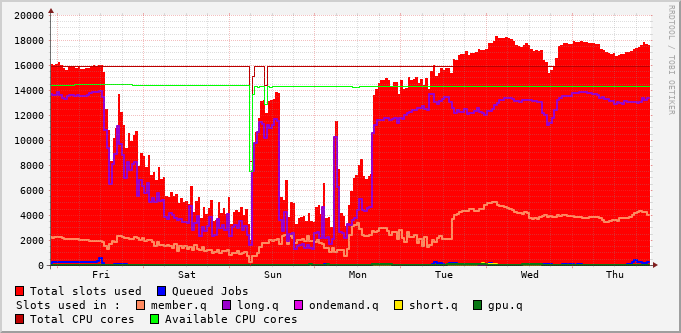 RRDTOOL / TOBI OETIKER
20000
18000
16000
14000
12000
10000
8000
6000
4000
2000
0
Fri Sat Sun Mon Tue Wed Thu
Total slots used Queued Jobs
Slots used in : member.q long.q ondemand.q short.q gpu.q
Total CPU cores Available CPU cores